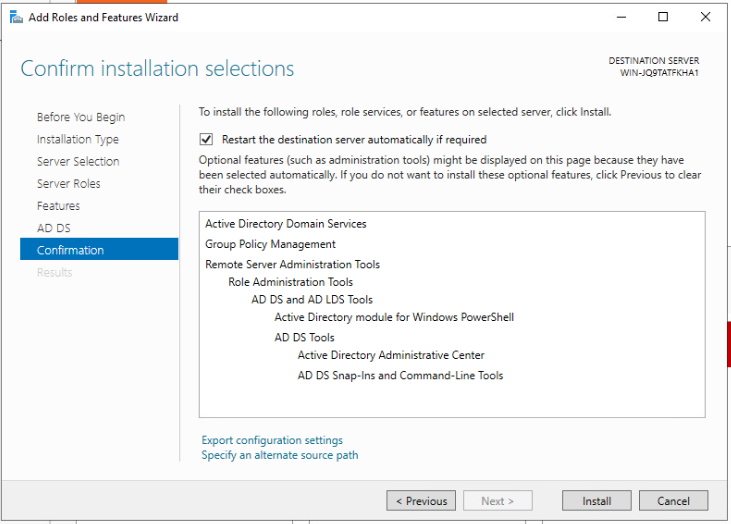 Add Roles and Features Wizard
Confirm installation selections
DESTINATION SERVER
WIN-JQ9TATFKHA1
Before You Begin
Installation Type
Server Selection
Server Roles
Features
AD DS
Confirmation
Results
To install the following roles, role services, or features on selected server, click Install.
Restart the destination server automatically if required
Optional features (such as administration tools) might be displayed on this page because they have
been selected automatically. If you do not want to install these optional features, click Previous to clear
their check boxes.
Active Directory Domain Services
Group Policy Management
Remote Server Administration Tools
Role Administration Tools
AD DS and AD LDS Tools
Active Directory module for Windows PowerShell
AD DS Tools
Active Directory Administrative Center
AD DS Snap-Ins and Command-Line Tools
Export configuration settings
Specify an alternate source path
< Previous
Next >
Install
Cancel